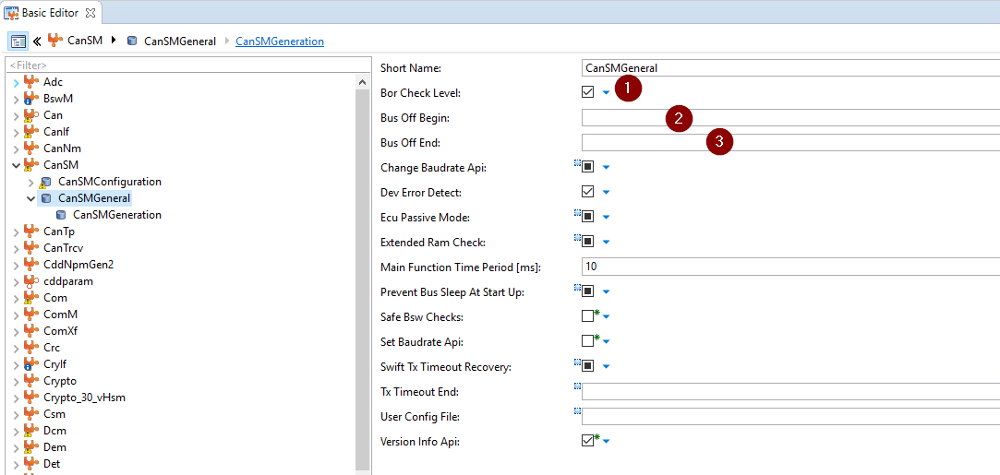 Basic Editor
CanSM CanSMGeneral CanSMGeneration
<Filter>
Adc
BswM
Can
CanIf
CanNm
CanSM
CanSMConfiguration
CanSMGeneral
CanSMGeneration
CanTp
CanTrcv
CddNpmGen2
cddparam
Com
ComM
ComXf
Crc
CryIf
Crypto
Crypto_30_vHsm
Csm
Dcm
Dem
Det
Short Name: CanSMGeneral
Bor Check Level: 1
Bus Off Begin: 2
Bus Off End: 3
Change Baudrate Api:
Dev Error Detect:
Ecu Passive Mode:
Extended Ram Check:
Main Function Time Period [ms]: 10
Prevent Bus Sleep At Start Up:
Safe Bsw Checks:
Set Baudrate Api:
Swift Tx Timeout Recovery:
Tx Timeout End:
User Config File:
Version Info Api: